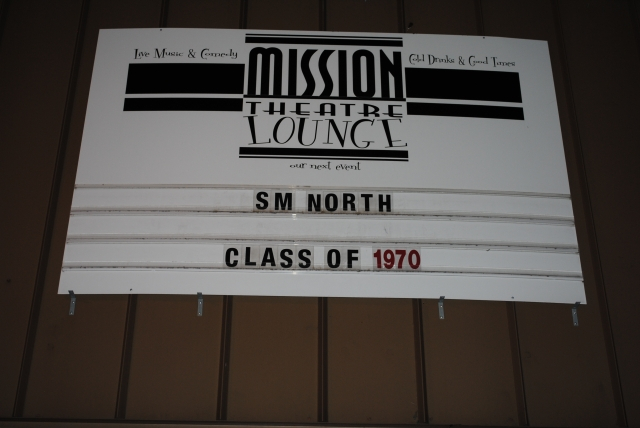 Live Music & Comedy
Cold Drinks & Good Times
MISSION
THEATRE
LOUNGE
our next event
SM NORTH
CLASS OF 1970